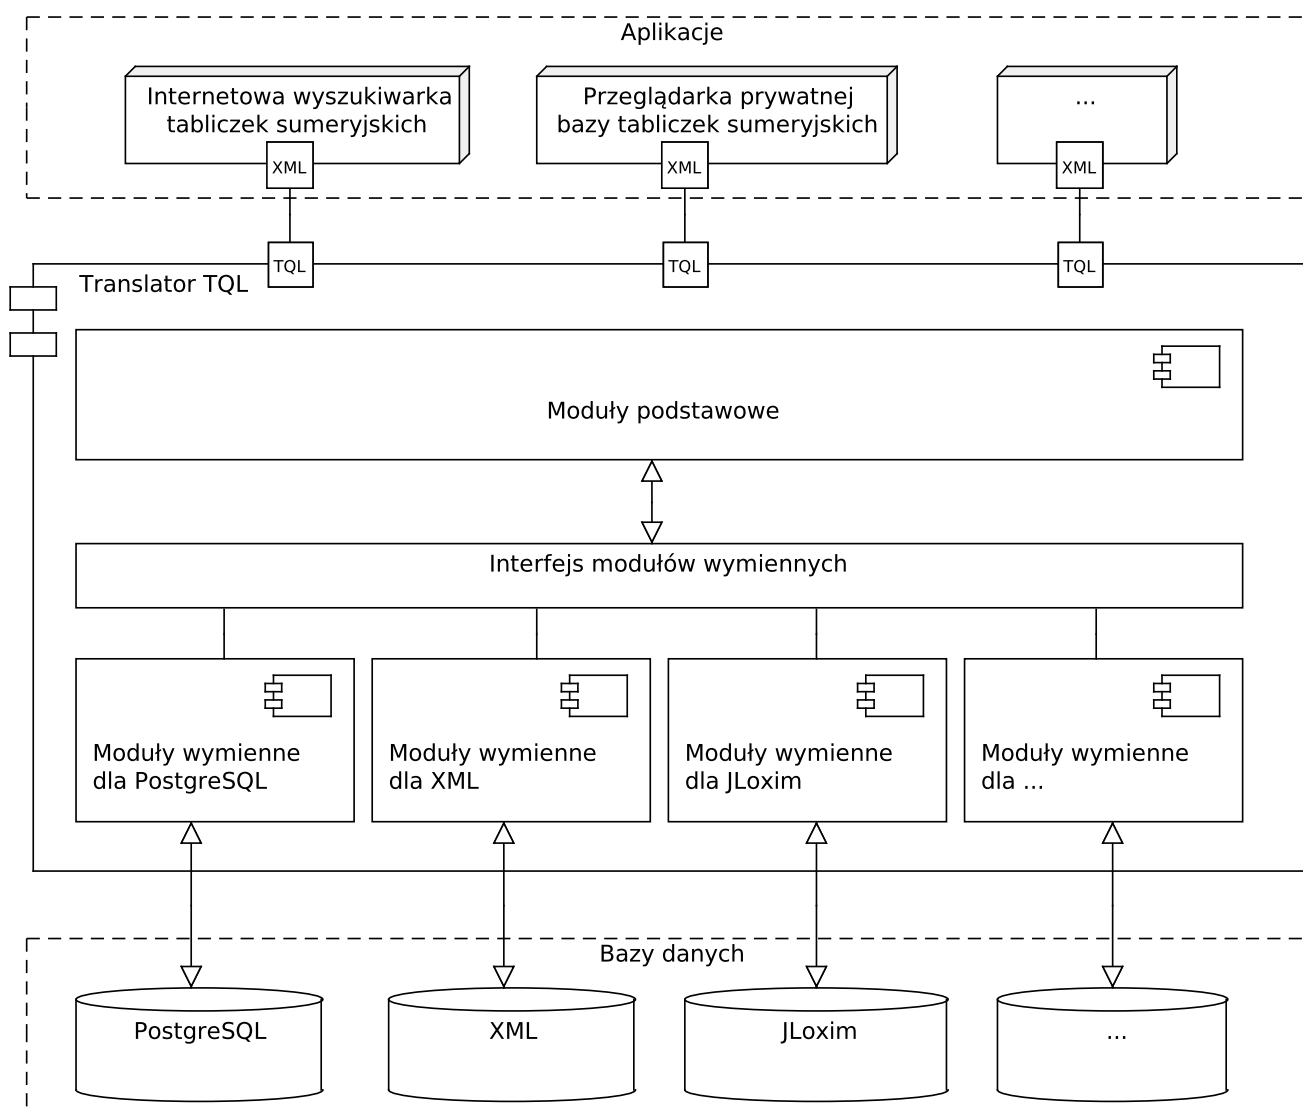 Aplikacje
Internetowa wyszukiwarka
tabliczek sumeryjskich
Przeglądarka prywatnej
bazy tabliczek sumeryjskich
...
XML
XML
XML
TQL
TQL
TQL
Translator TQL
Moduły podstawowe
Interfejs modułów wymiennych
Moduły wymienne
dla PostgreSQL
Moduły wymienne
dla XML
Moduły wymienne
dla JLoxim
Moduły wymienne
dla ...
Bazy danych
PostgreSQL
XML
JLoxim
...